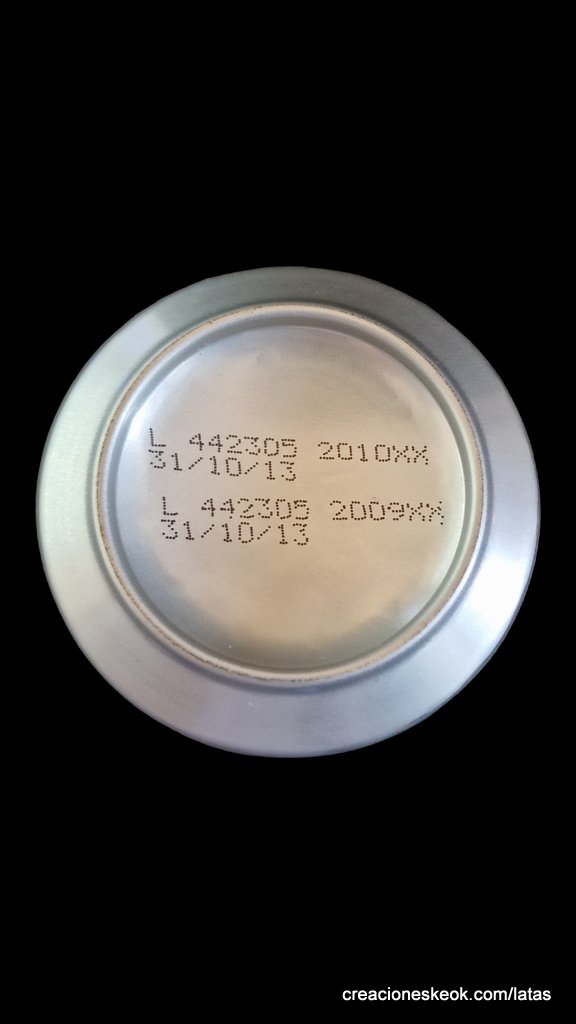 L 442305 2010XX
31/10/13
L 442305 2009XX
31/10/13
creacioneskeok.com/latas